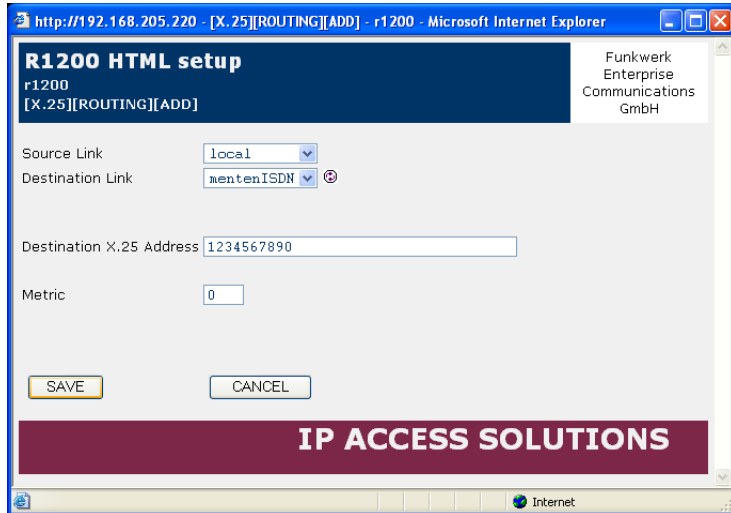 http://192.168.205.220 - [X.25][ROUTING][ADD] - r1200 - Microsoft Internet Explorer
R1200 HTML setup
r1200
[X.25][ROUTING][ADD]
Funkwerk
Enterprise
Communications
GmbH
Source Link local
Destination Link mentenISDN
Destination X.25 Address 1234567890
Metric 0
SAVE CANCEL
IP ACCESS SOLUTIONS
Internet